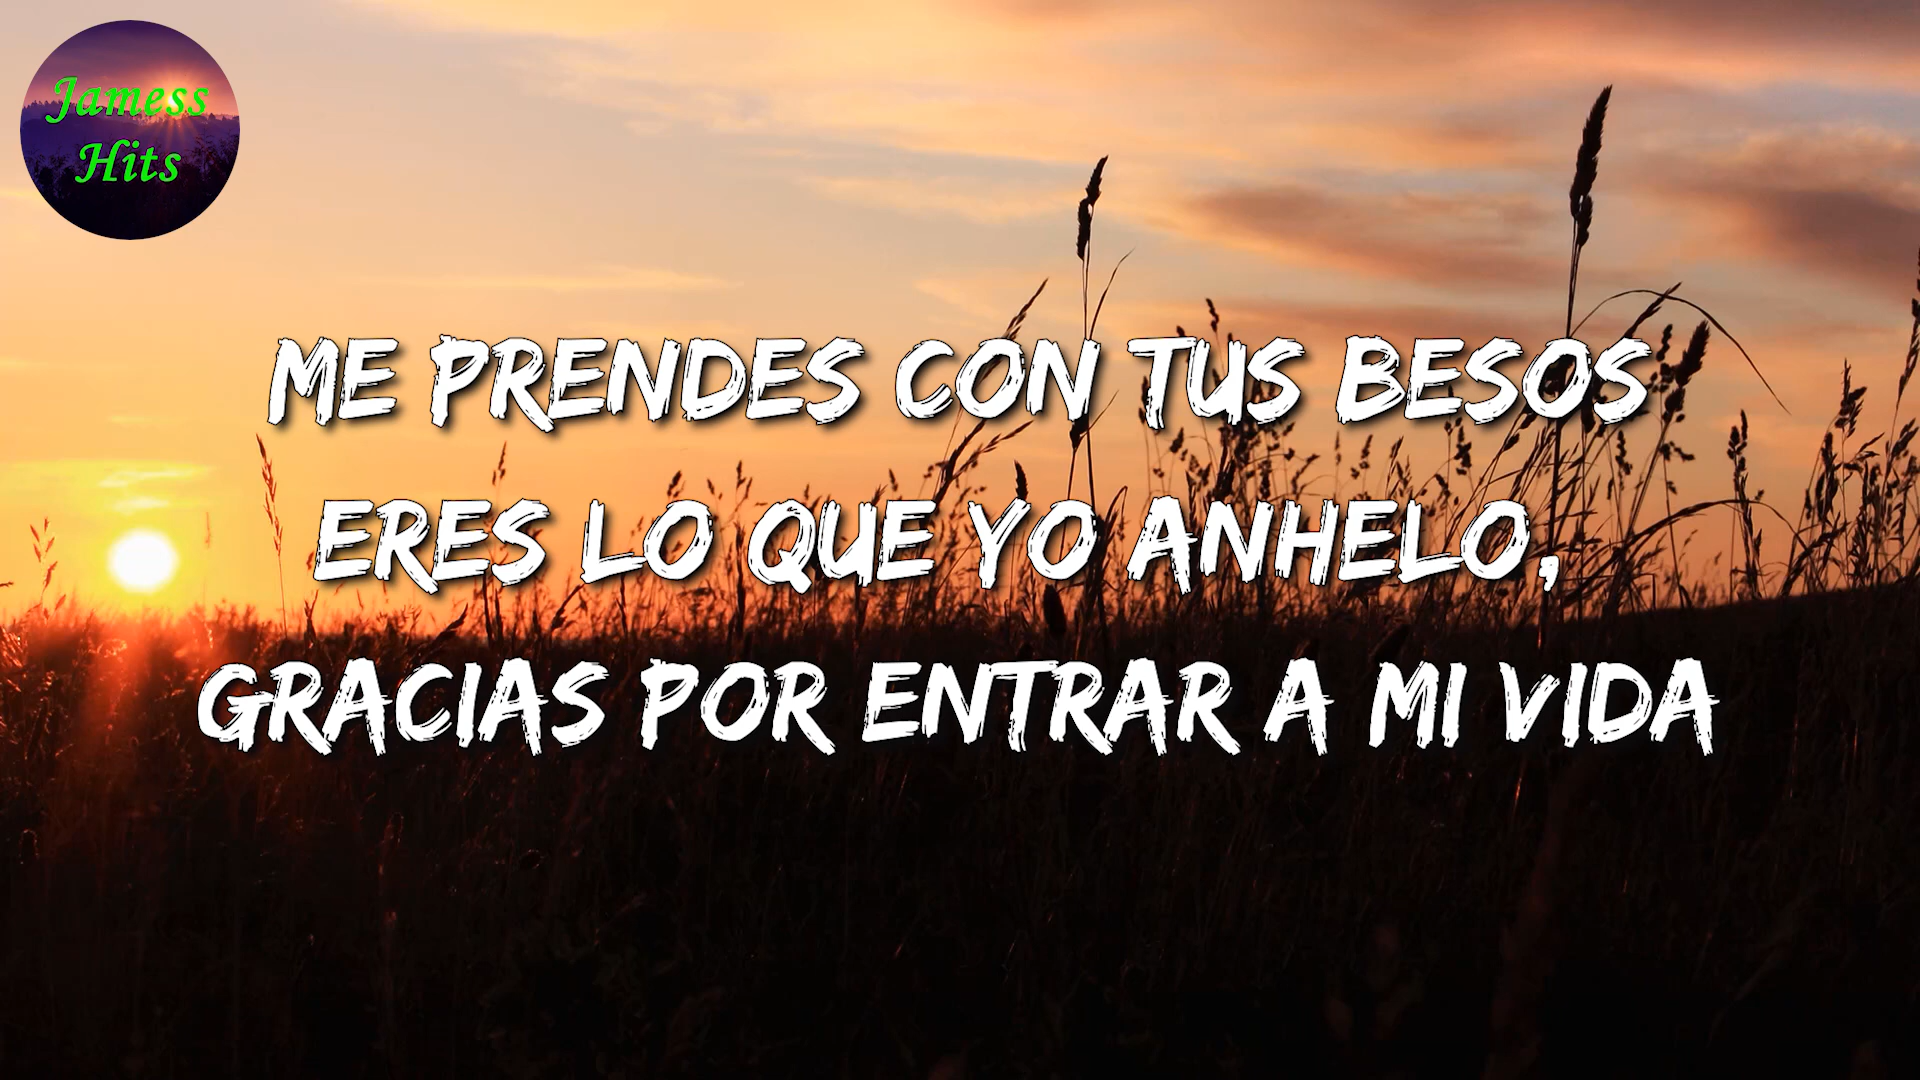 Jamess
Hits
ME PRENDES CON TUS BESOS
ERES LO QUE YO ANHELO,
GRACIAS POR ENTRAR A MI VIDA